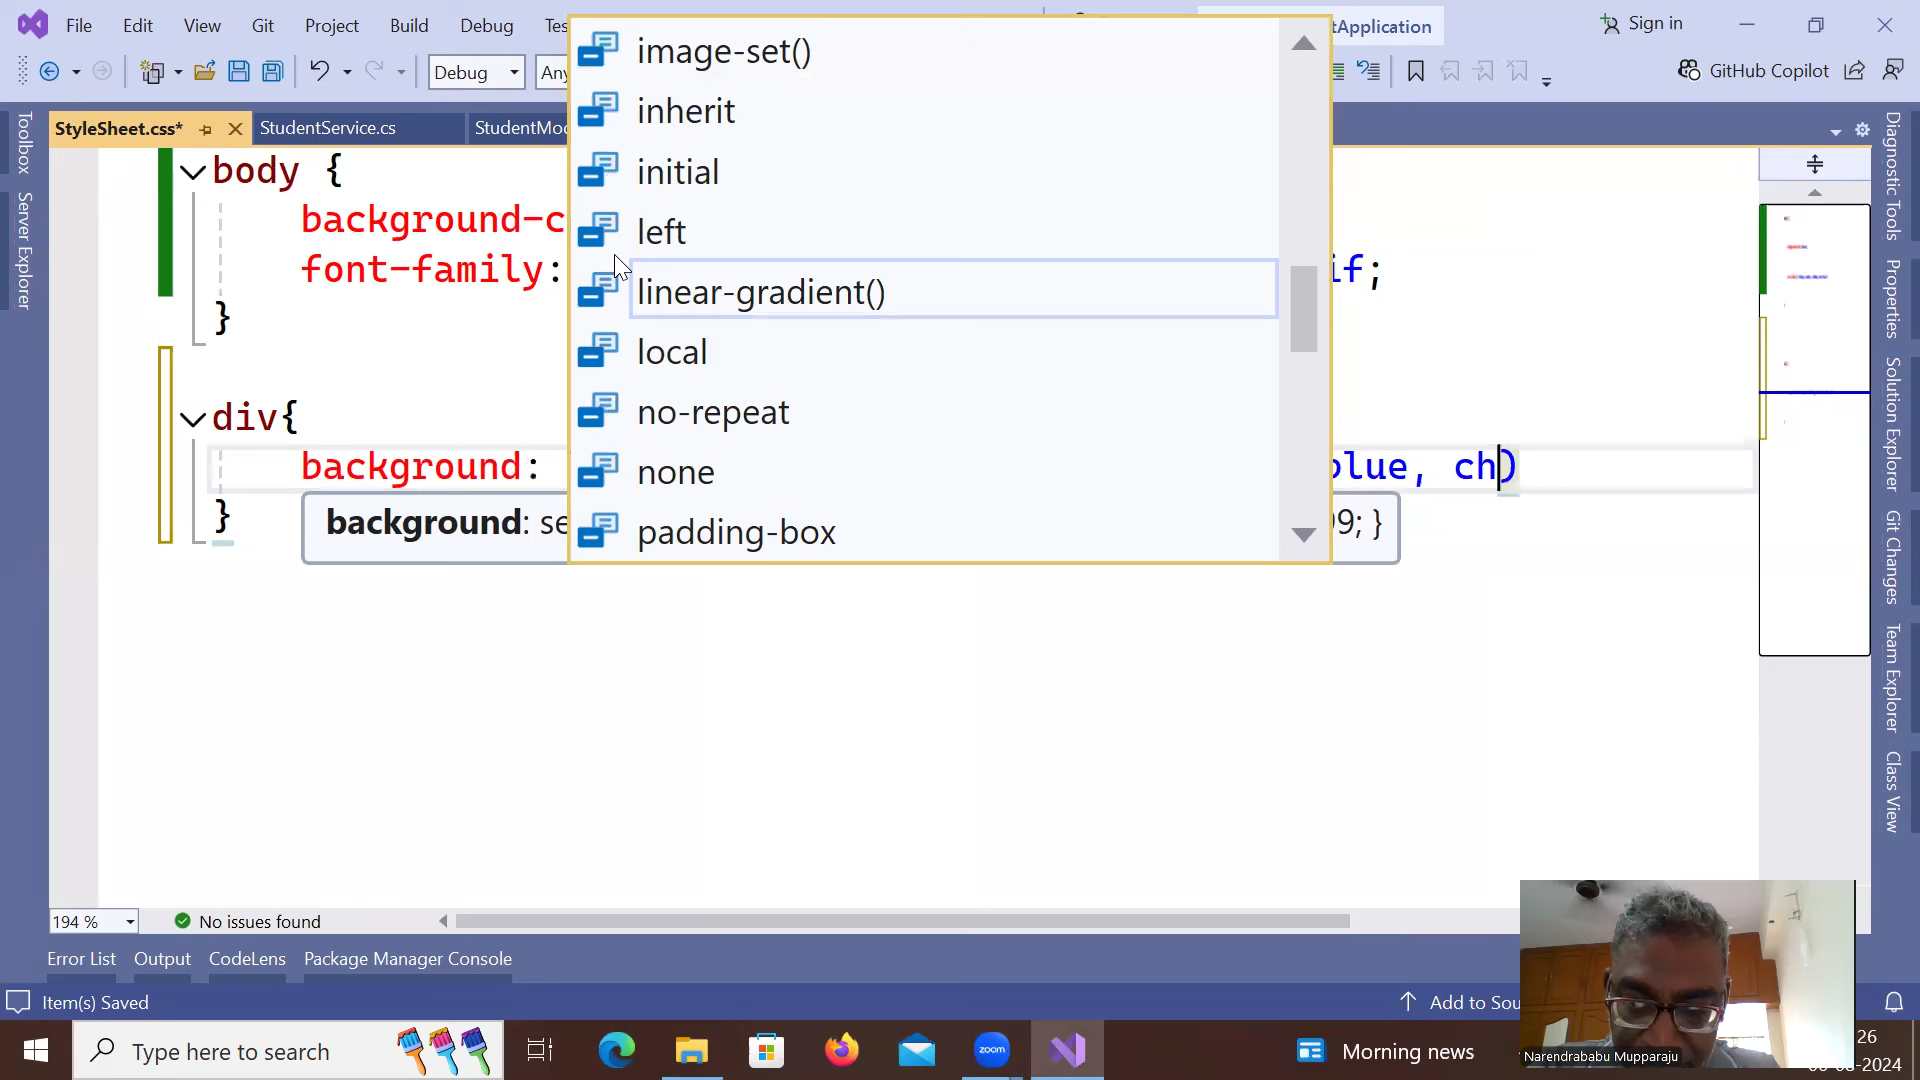 File Edit View Git Project Build Debug Tes tApplication Sign in
Debug Any GitHub Copilot
StyleSheet.css* StudentService.cs StudentMod
image-set()
inherit
initial
left
linear-gradient()
local
no-repeat
none
padding-box
body {
background-c
font-family: if;
}
div{
background: blue, ch)
}
background: se 99; }
Toolbox
Server Explorer
Diagnostic Tools
Properties
Solution Explorer
Git Changes
Team Explorer
Class View
194 % No issues found
Error List Output CodeLens Package Manager Console
Item(s) Saved Add to Sou
Type here to search zoom Morning news
26
Narendrababu Mupparaju
-2024